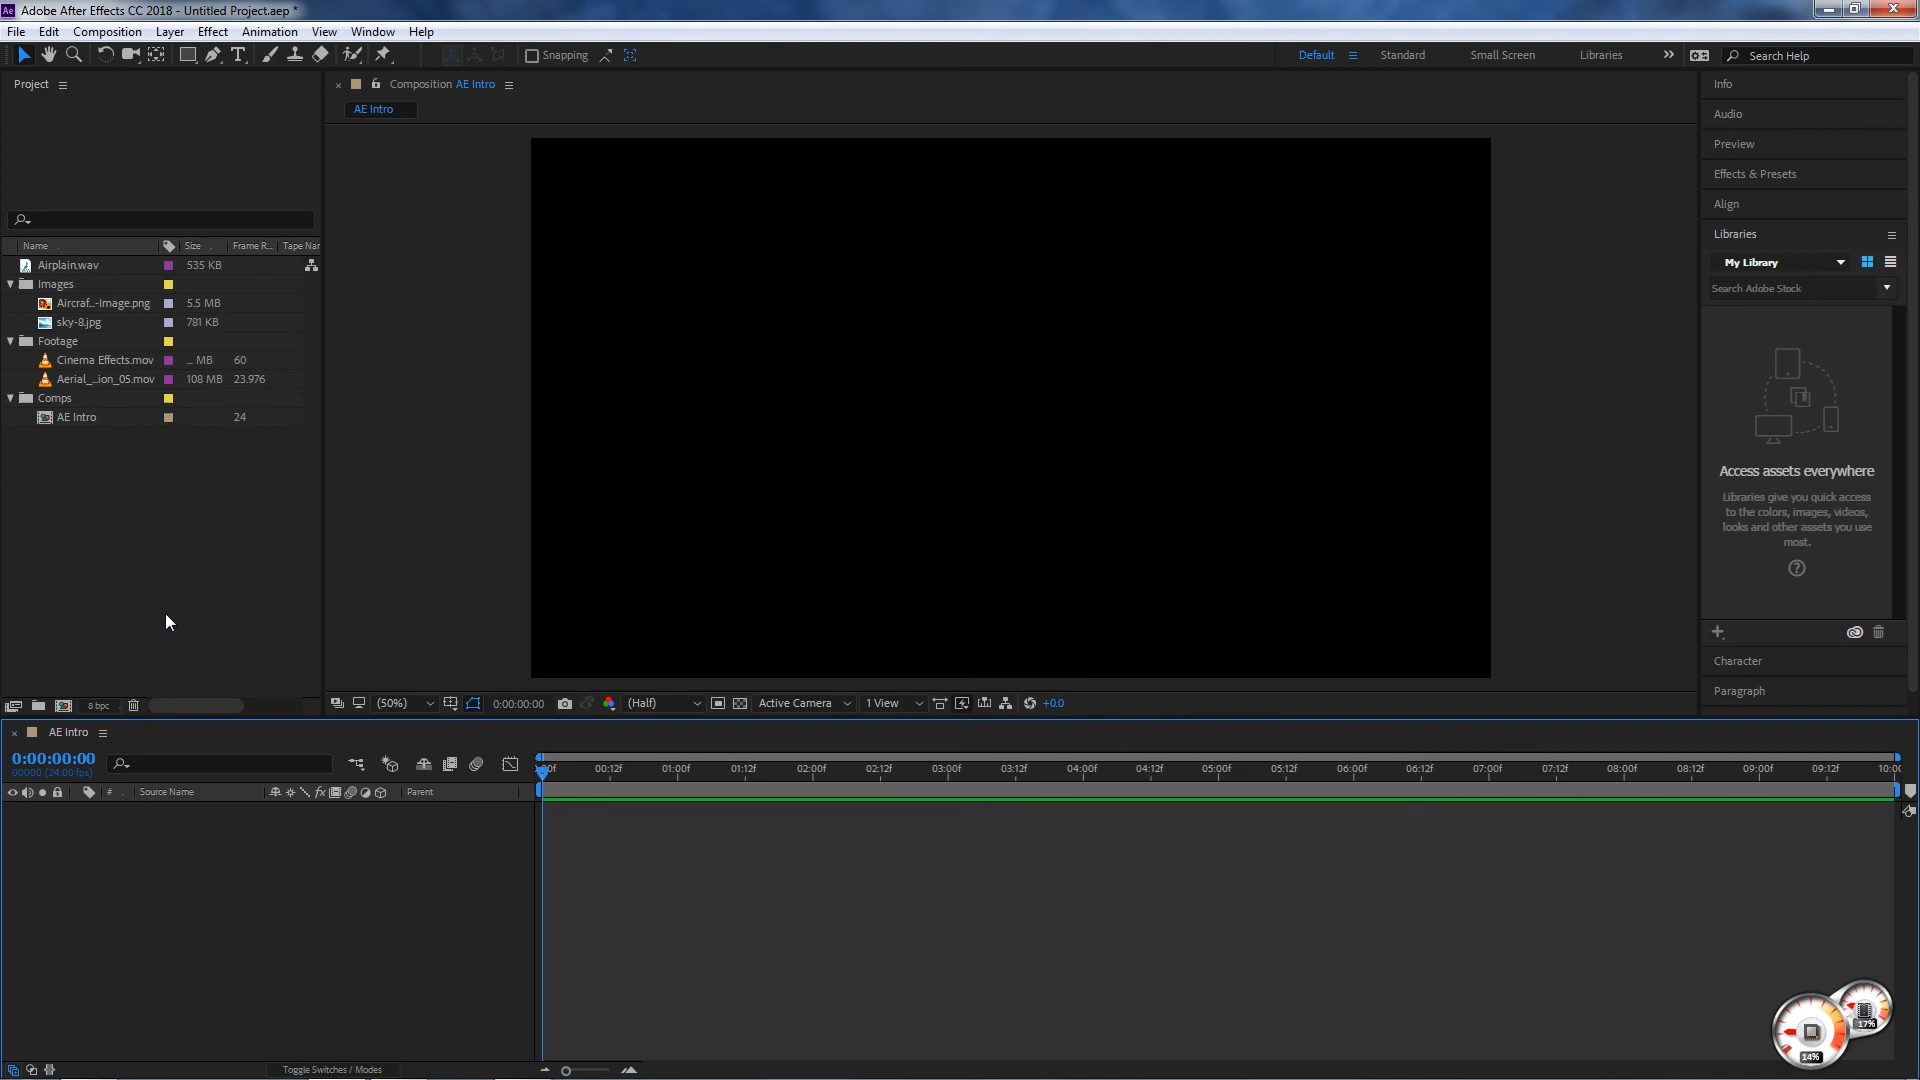 Adobe After Effects CC 2018 - Untitled Project.aep *
File Edit Composition Layer Effect Animation View Window Help
Snapping
Default Standard Small Screen Libraries Search Help
Project
Composition AE Intro
AE Intro
Name Size Frame R... Tape Nar
Airplain.wav 535 KB
Images
Aircraf...-Image.png 5.5 MB
sky-8.jpg 781 KB
Footage
Cinema Effects.mov ... MB 60
Aerial_...ion_05.mov 108 MB 23.976
Comps
AE Intro 24
8 bpc
(50%) 0:00:00:00 (Half) Active Camera 1 View +0.0
Info
Audio
Preview
Effects & Presets
Align
Libraries
My Library
Search Adobe Stock
Access assets everywhere
Libraries give you quick access
to the colors, images, videos,
looks and other assets you use
most.
Character
Paragraph
AE Intro
0:00:00:00
00000 (24.00 fps)
# Source Name fx Parent
00:12f 01:00f 01:12f 02:00f 02:12f 03:00f 03:12f 04:00f 04:12f 05:00f 05:12f 06:00f 06:12f 07:00f 07:12f 08:00f 08:12f 09:00f 09:12f
Toggle Switches / Modes
17%
14%